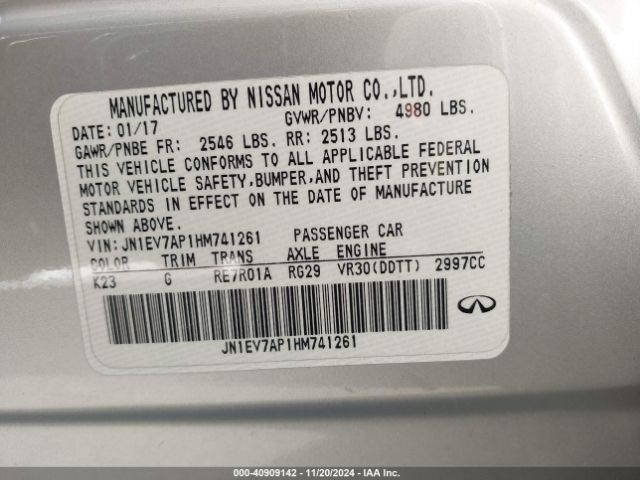 MANUFACTURED BY NISSAN MOTOR CO.,LTD.
DATE: 01/17 GVWR/PNBV: 4980 LBS.
GAWR/PNBE FR: 2546 LBS. RR: 2513 LBS.
THIS VEHICLE CONFORMS TO ALL APPLICABLE FEDERAL
MOTOR VEHICLE SAFETY,BUMPER,AND THEFT PREVENTION
STANDARDS IN EFFECT ON THE DATE OF MANUFACTURE
SHOWN ABOVE.
VIN: JN1EV7AP1HM741261 PASSENGER CAR
COLOR TRIM TRANS AXLE ENGINE
K23 G RE7R01A RG29 VR30(DDTT) 2997CC
JN1EV7AP1HM741261
000-40909142 - 11/20/2024 - IAA Inc.